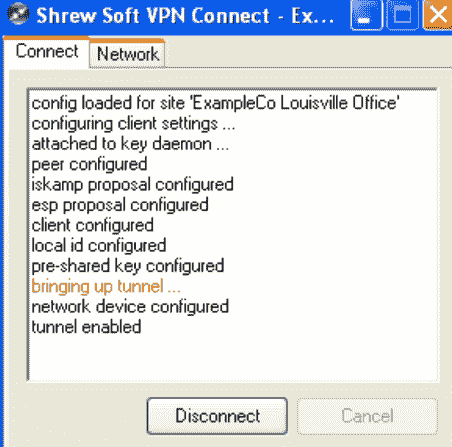 Shrew Soft VPN Connect - Ex...
Connect
Network
config loaded for site 'ExampleCo Louisville Office'
configuring client settings ...
attached to key daemon ...
peer configured
iskamp proposal configured
esp proposal configured
client configured
local id configured
pre-shared key configured
bringing up tunnel ...
network device configured
tunnel enabled
Disconnect
Cancel